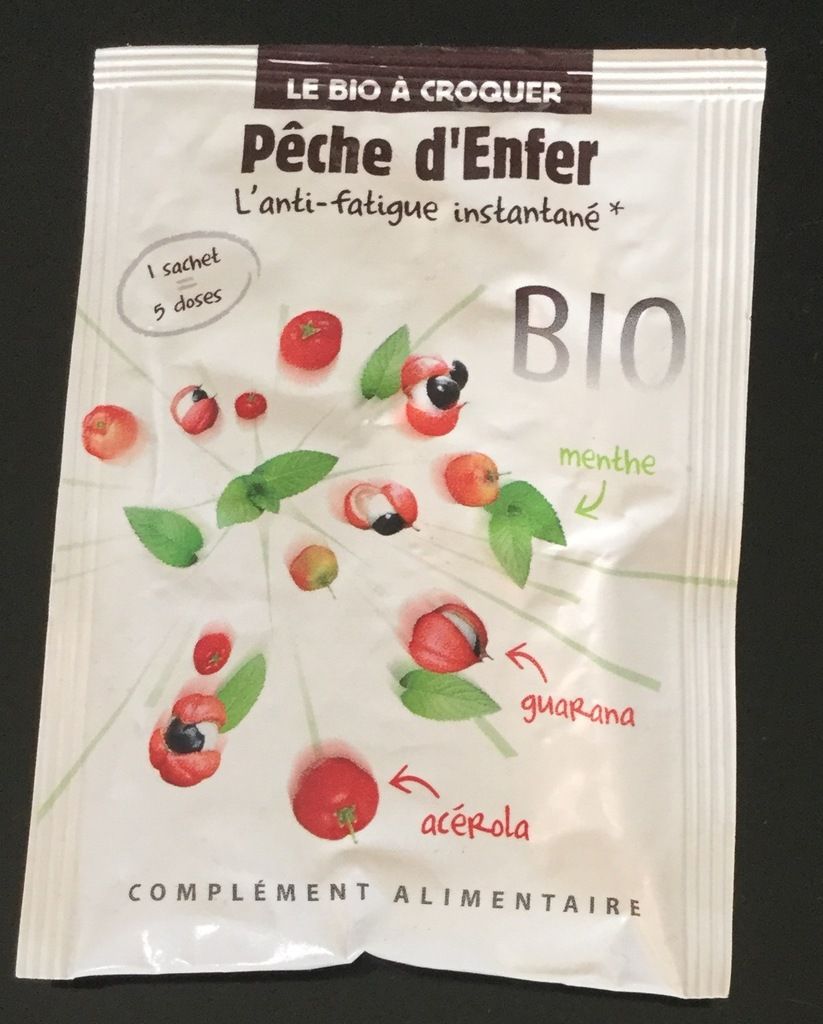 LE BIO À CROQUER
Pêche d'Enfer
L'anti-fatigue instantané*
1 sachet
=
5 doses
BIO
menthe
guarana
acérola
COMPLÉMENT ALIMENTAIRE